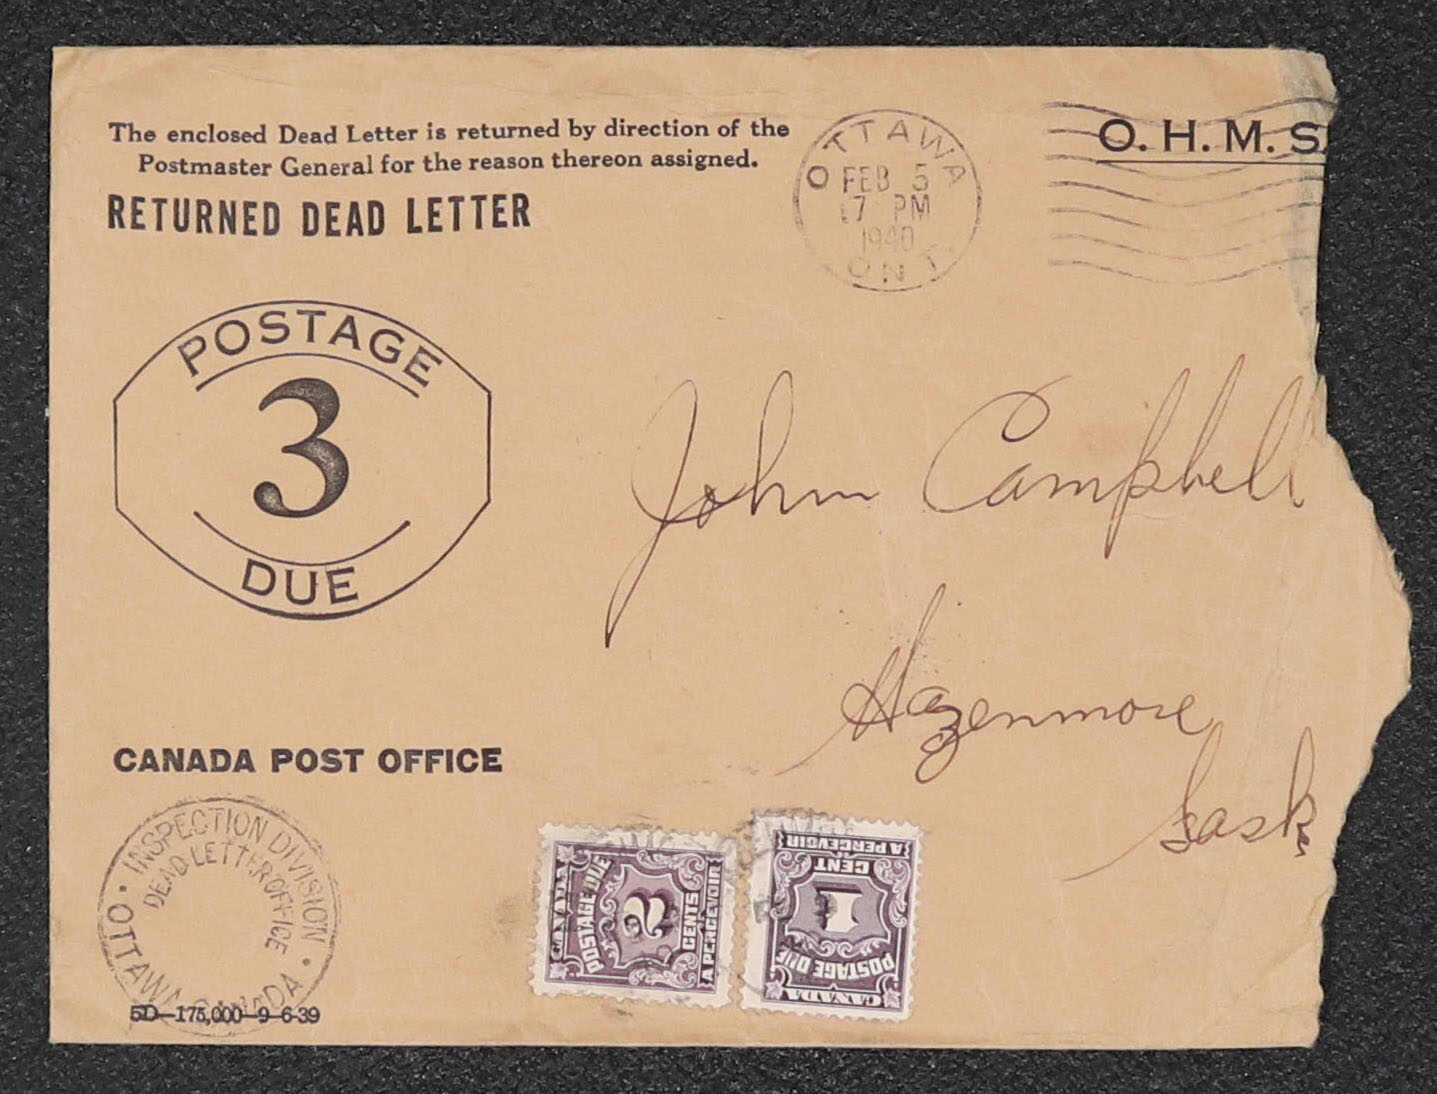 The enclosed Dead Letter is returned by direction of the
Postmaster General for the reason thereon assigned.
RETURNED DEAD LETTER
OTTAWA
FEB 5
17 PM
1940
ONT.
O. H. M. S.
POSTAGE
3
DUE
John Campbell
Hazenmore
Sask
CANADA POST OFFICE
INSPECTION DIVISION
DEAD LETTER OFFICE
OTTAWA CANADA
5D—175,000—9-6-39
CANADA
POSTAGE DUE
2
CENTS
A PERCEVOIR
CANADA
POSTAGE DUE
1
CENT
A PERCEVOIR